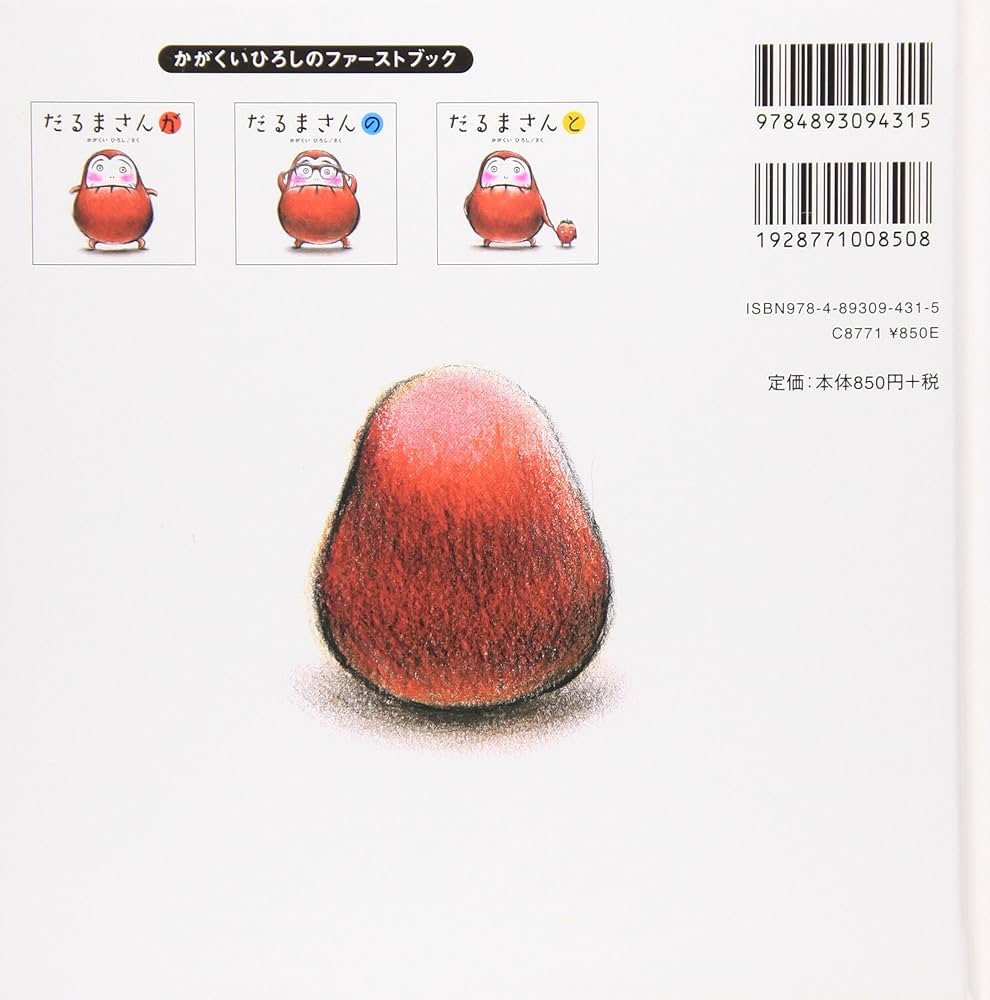 かがくいひろしのファーストブック
だるまさんが
かがくい ひろし/さく
だるまさんの
かがくい ひろし/さく
だるまさんと
かがくい ひろし/さく
9784893094315
1928771008508
ISBN978-4-89309-431-5
C8771 ¥850E
定価:本体850円+税